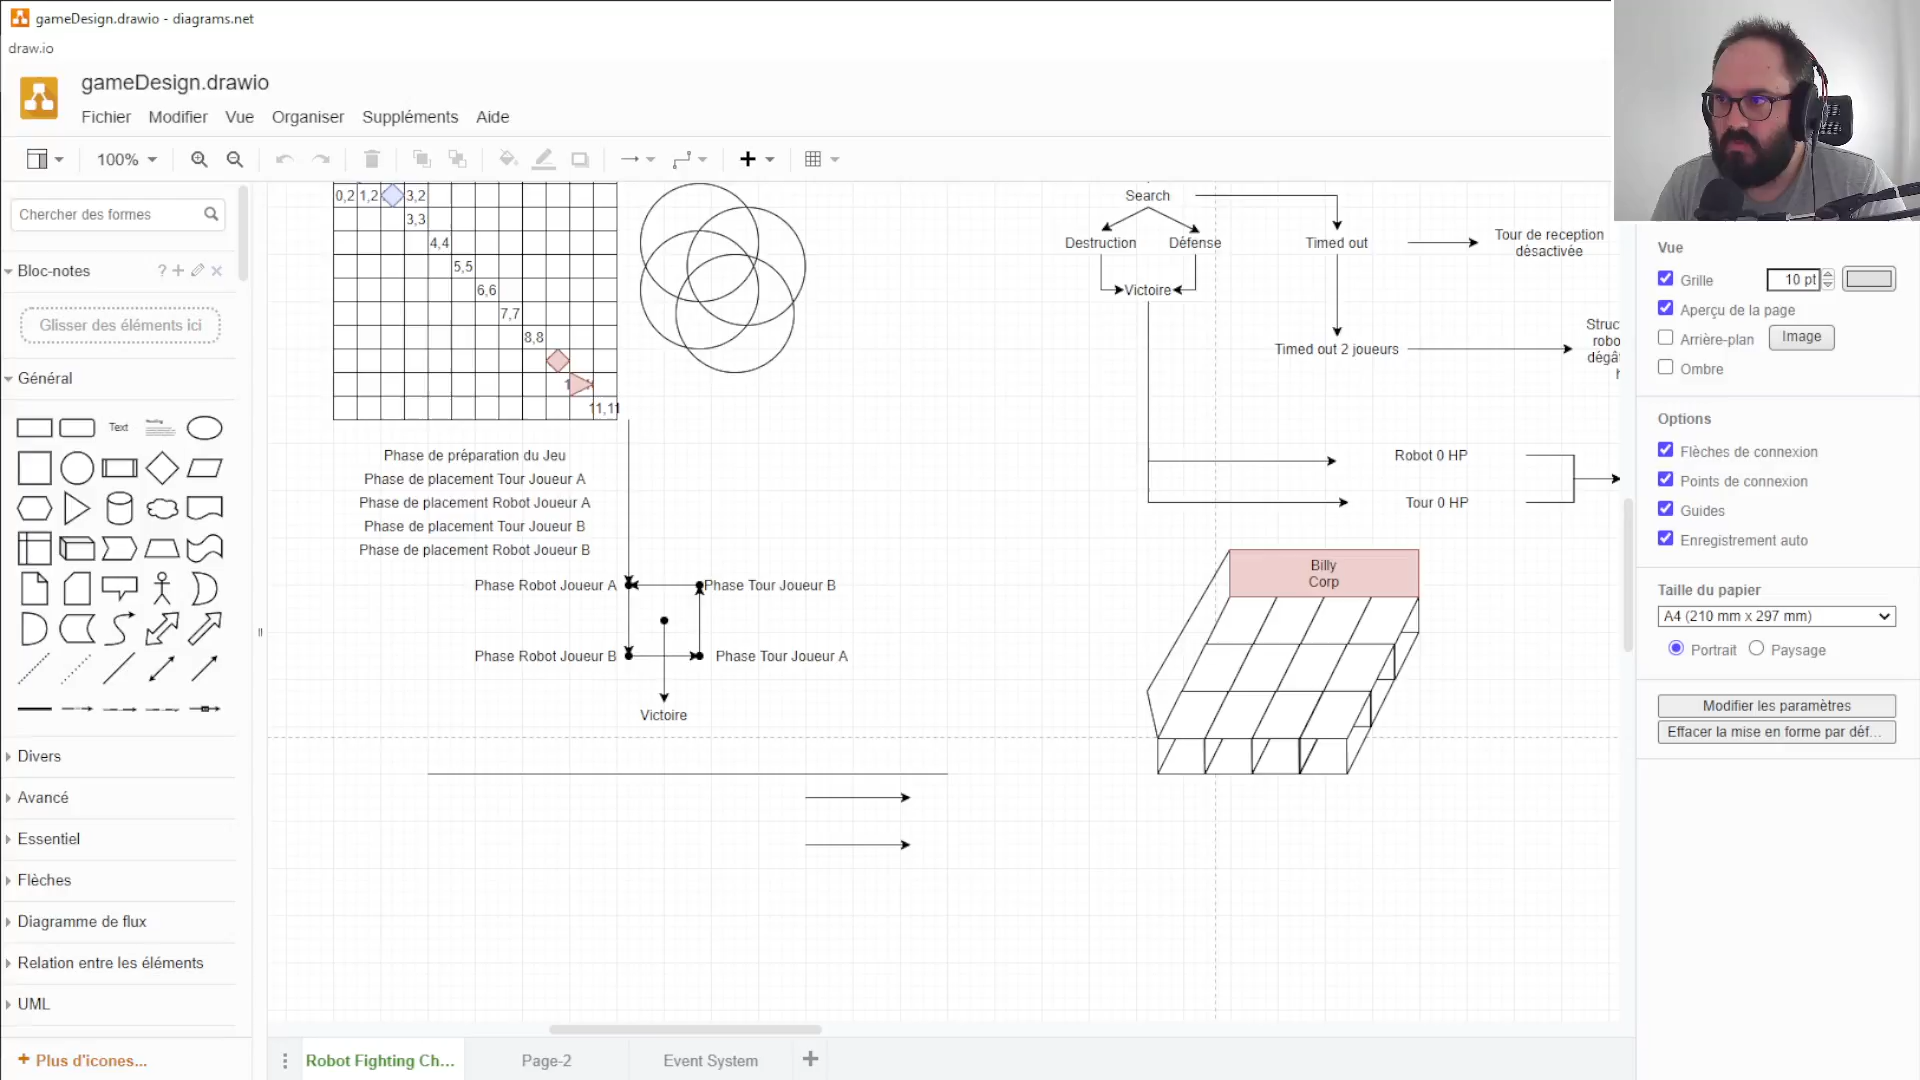 gameDesign.drawio - diagrams.net
draw.io
gameDesign.drawio
Fichier Modifier Vue Organiser Suppléments Aide
100%
Chercher des formes
Bloc-notes
Glisser des éléments ici
Général
Text
Heading
Divers
Avancé
Essentiel
Flèches
Diagramme de flux
Relation entre les éléments
UML
Plus d'icones...
0,2 1,2 3,2
3,3
4,4
5,5
6,6
7,7
8,8
11,11
Phase de préparation du Jeu
Phase de placement Tour Joueur A
Phase de placement Robot Joueur A
Phase de placement Tour Joueur B
Phase de placement Robot Joueur B
Phase Robot Joueur A
Phase Tour Joueur B
Phase Robot Joueur B
Phase Tour Joueur A
Victoire
Search
Destruction
Défense
Victoire
Timed out
Tour de reception
désactivée
Timed out 2 joueurs
Struc
robo
dégâ
Robot 0 HP
Tour 0 HP
Billy
Corp
Vue
Grille
10 pt
Aperçu de la page
Arrière-plan
Image
Ombre
Options
Flèches de connexion
Points de connexion
Guides
Enregistrement auto
Taille du papier
A4 (210 mm x 297 mm)
Portrait Paysage
Modifier les paramètres
Effacer la mise en forme par déf...
Robot Fighting Ch...
Page-2
Event System